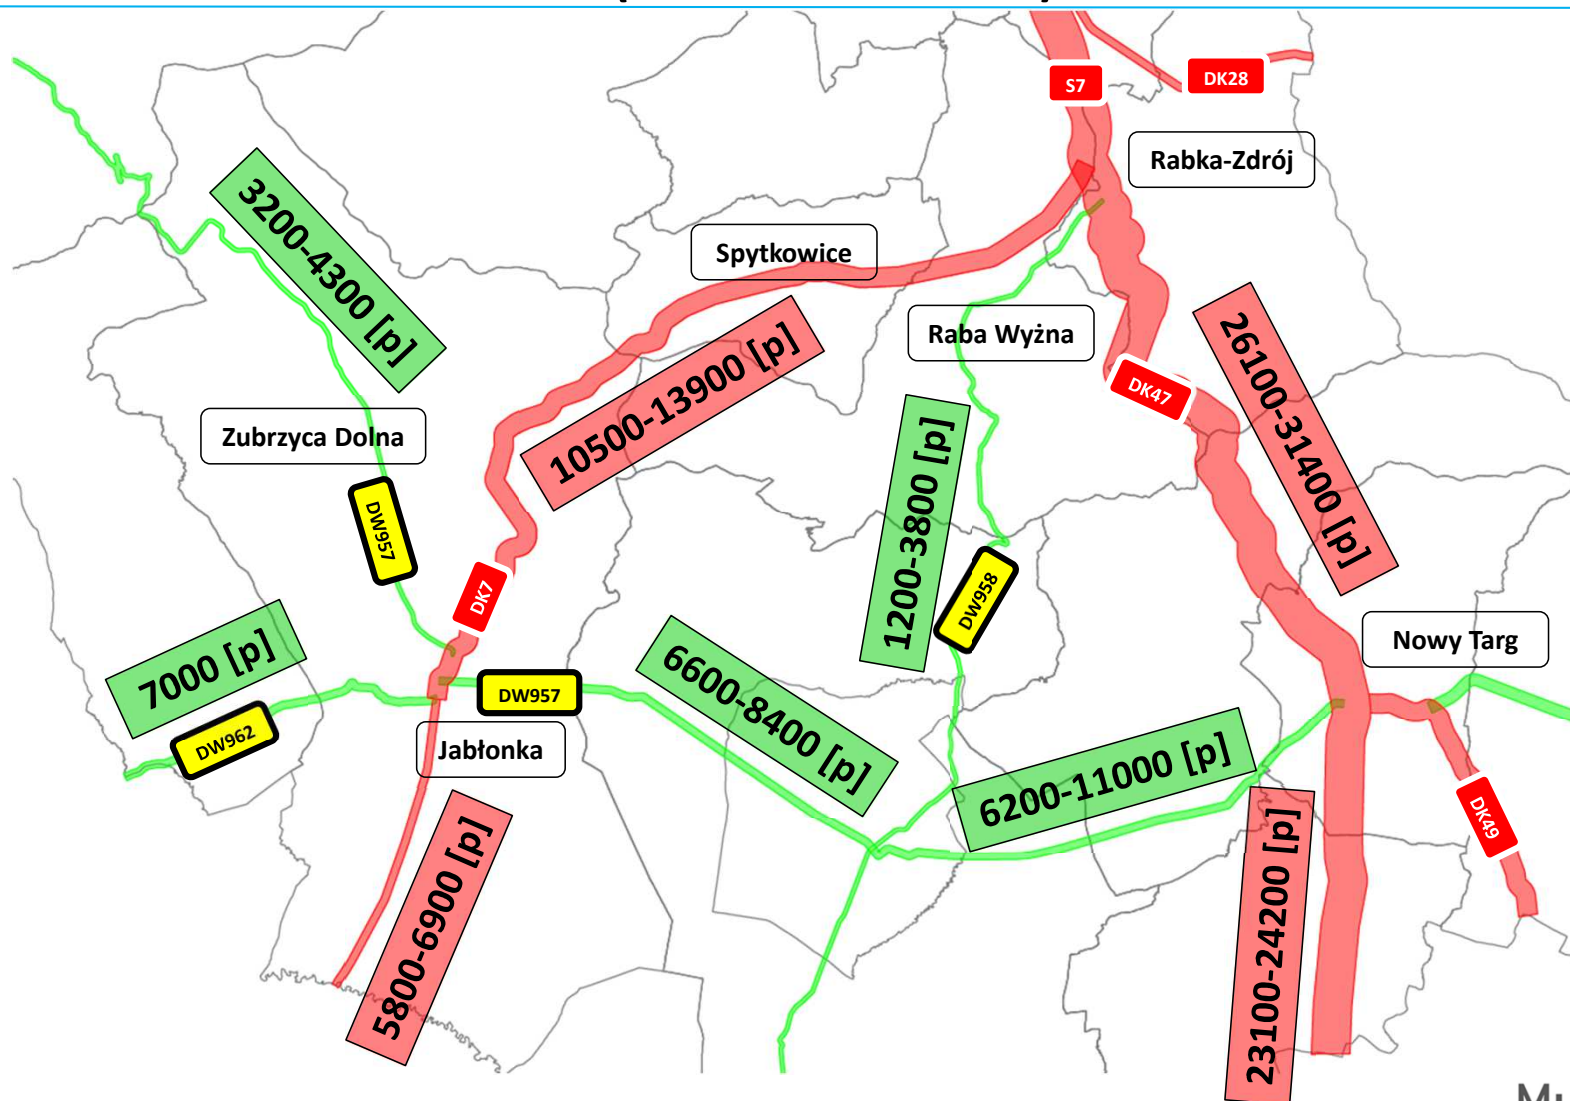 S7
DK28
Rabka-Zdrój
3200-4300 [p]
Spytkowice
Raba Wyżna
26100-31400 [p]
10500-13900 [p]
DK47
Zubrzyca Dolna
1200-3800 [p]
DW957
DK7
DW958
7000 [p]
Nowy Targ
6600-8400 [p]
DW957
DW962
Jabłonka
6200-11000 [p]
DK49
5800-6900 [p]
23100-24200 [p]